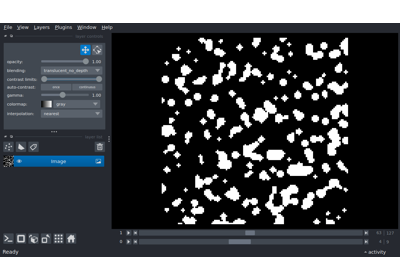 File View Layers Plugins Window Help
opacity: 1.00
blending: translucent_no_depth
contrast limits:
auto-contrast: once continuous
gamma: 1.00
colormap: gray
interpolation: nearest
Image
Ready
activity